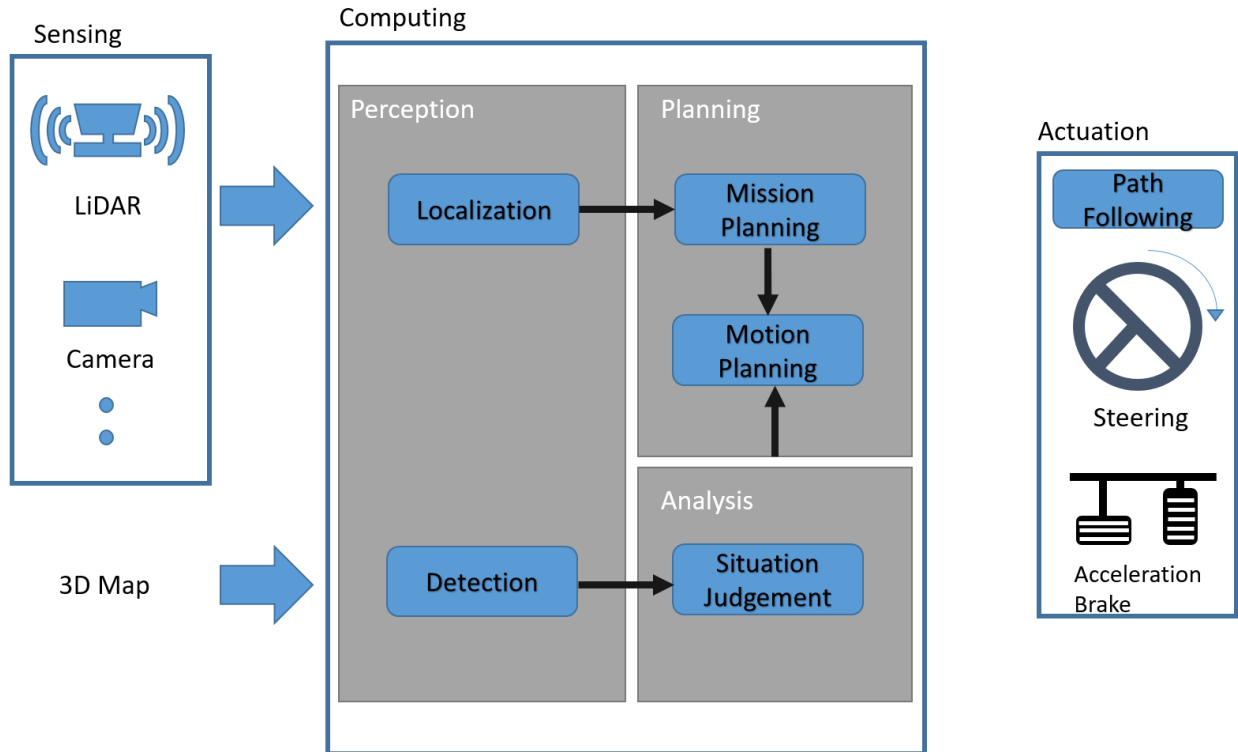 Sensing
LiDAR
Camera
3D Map
Computing
Perception
Localization
Detection
Planning
Mission
Planning
Motion
Planning
Analysis
Situation
Judgement
Actuation
Path
Following
Steering
Acceleration
Brake